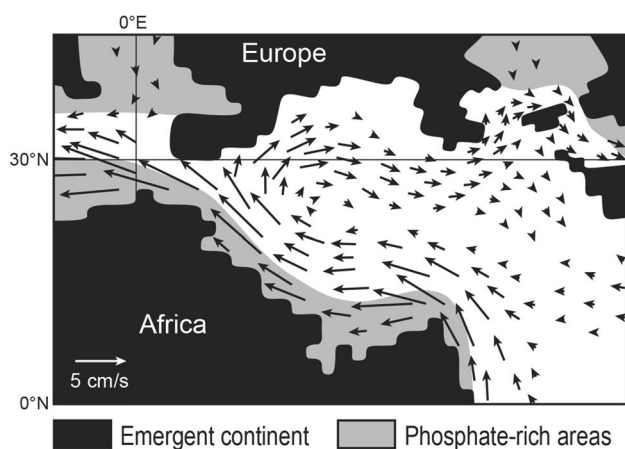 0°E
Europe
30°N
Africa
5 cm/s
0°N
Emergent continent
Phosphate-rich areas